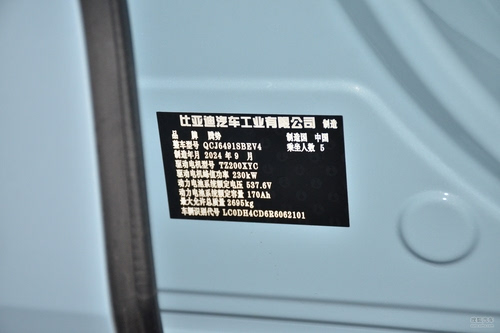 比亚迪汽车工业有限公司 制造
品 牌 腾势 制造国 中国
整车型号 QCJ6491SBEV4 乘坐人数 5
制造年月 2024 年 9 月
驱动电机型号 TZ200XYC
驱动电机峰值功率 230kW
动力电池系统额定电压 537.6V
动力电池系统额定容量 170Ah
最大允许总质量 2695kg
车辆识别代号 LC0DH4CD6R6062101